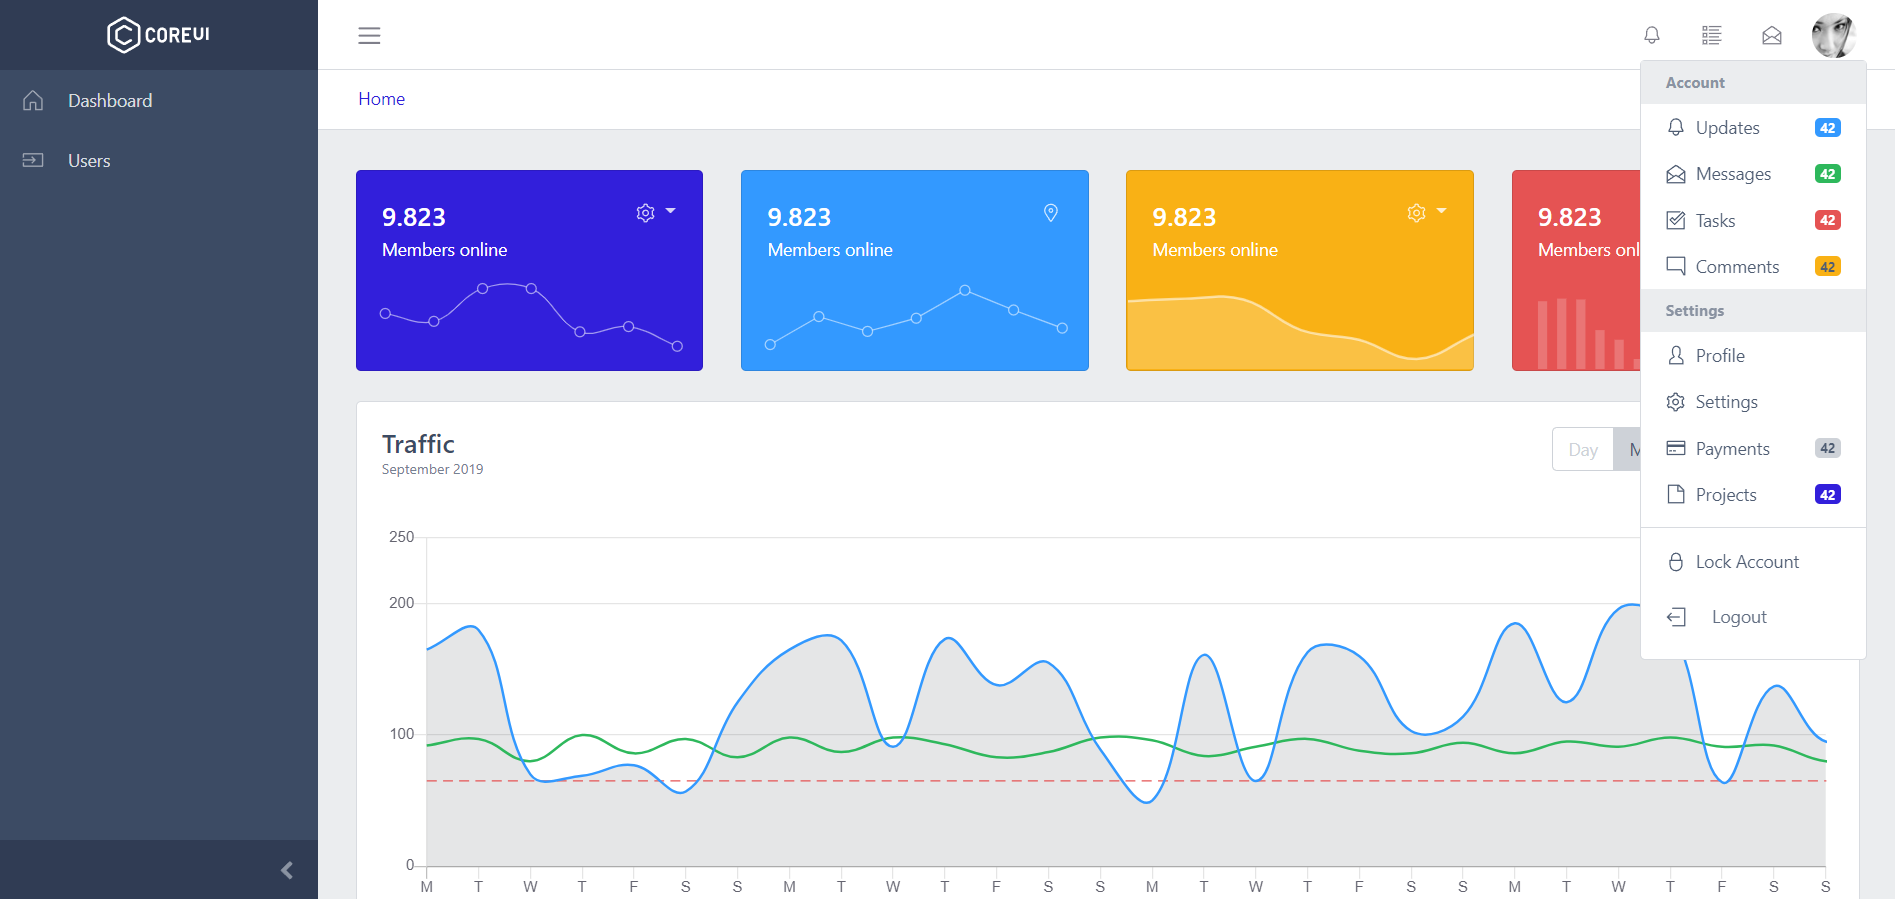 COREUI
Dashboard
Users
Home
Account
Updates 42
Messages 42
Tasks 42
Comments 42
Settings
Profile
Settings
Payments 42
Projects 42
Lock Account
Logout
9.823
Members online
9.823
Members online
9.823
Members online
9.823
Members onl
Traffic
September 2019
Day M
250
200
100
0
M T W T F S S M T W T F S S M T W T F S S M T W T F S S